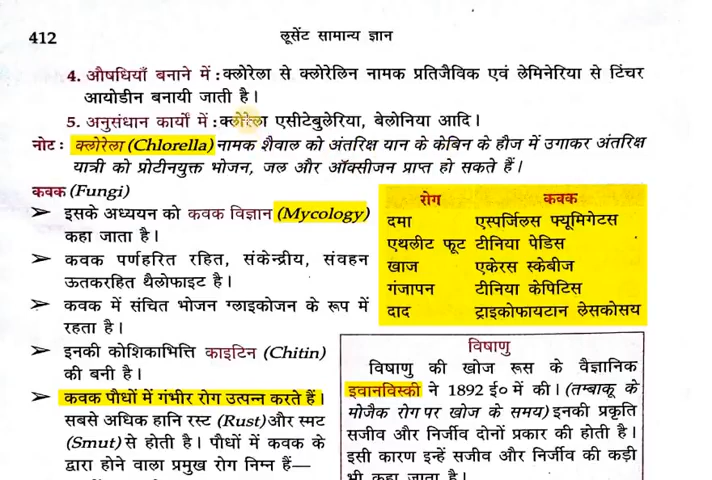 412
लूसेंट सामान्य ज्ञान
4. औषधियाँ बनाने में : क्लोरेला से क्लोरेलिन नामक प्रतिजैविक एवं लेमिनेरिया से टिंचर
आयोडीन बनायी जाती है।
5. अनुसंधान कार्यों में : क्लोरेला एसीटेबुलेरिया, बेलोनिया आदि।
नोट : क्लोरेला (Chlorella) नामक शैवाल को अंतरिक्ष यान के केबिन के हौज में उगाकर अंतरिक्ष
यात्री को प्रोटीनयुक्त भोजन, जल और ऑक्सीजन प्राप्त हो सकते हैं।
कवक (Fungi)
➢ इसके अध्ययन को कवक विज्ञान (Mycology)
कहा जाता है।
➢ कवक पर्णहरित रहित, संकेन्द्रीय, संवहन
ऊतकरहित थैलोफाइट है।
➢ कवक में संचित भोजन ग्लाइकोजन के रूप में
रहता है।
➢ इनकी कोशिकाभित्ति काइटिन (Chitin)
की बनी है।
➢ कवक पौधों में गंभीर रोग उत्पन्न करते हैं।
सबसे अधिक हानि रस्ट (Rust) और स्मट
(Smut) से होती है। पौधों में कवक के
द्वारा होने वाला प्रमुख रोग निम्न हैं—
रोग कवक
दमा एस्पर्जिलस फ्यूमिगेटस
एथलीट फूट टीनिया पेडिस
खाज एकेरस स्केबीज
गंजापन टीनिया केपिटिस
दाद ट्राइकोफायटान लेसकोसय
विषाणु
विषाणु की खोज रूस के वैज्ञानिक
इवानविस्की ने 1892 ई० में की। (तम्बाकू के
मोजैक रोग पर खोज के समय) इनकी प्रकृति
सजीव और निर्जीव दोनों प्रकार की होती है।
इसी कारण इन्हें सजीव और निर्जीव की कड़ी
भी कहा जाता है।